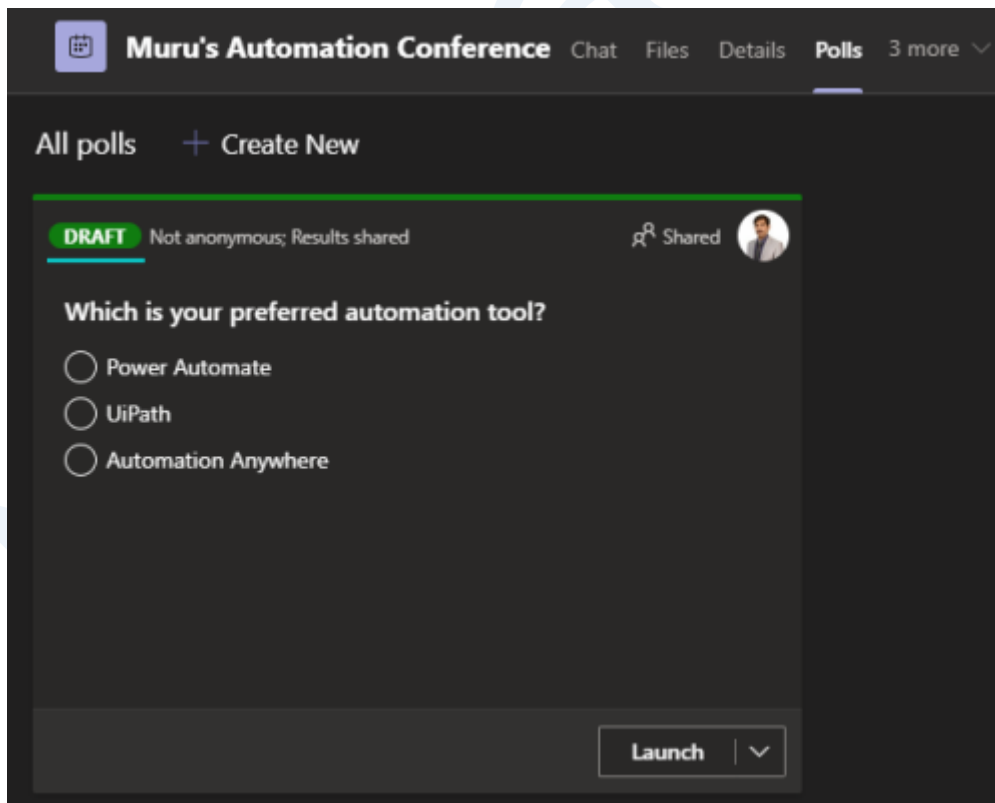 Muru's Automation Conference Chat Files Details Polls 3 more
All polls + Create New
DRAFT Not anonymous; Results shared Shared
Which is your preferred automation tool?
Power Automate
UiPath
Automation Anywhere
Launch